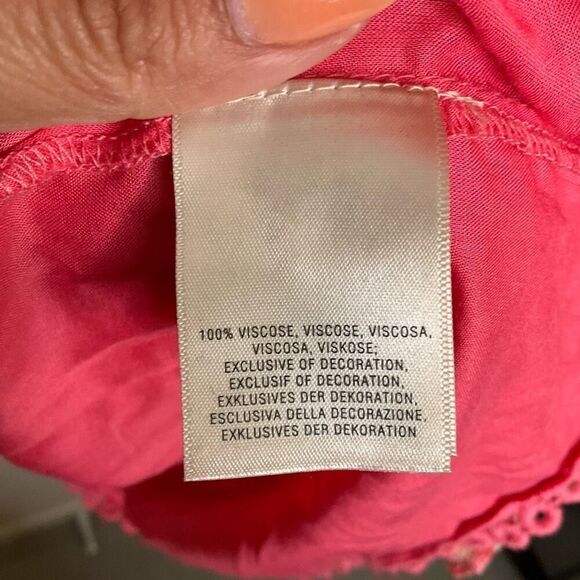 100% VISCOSE, VISCOSE, VISCOSA,
VISCOSA, VISKOSE;
EXCLUSIVE OF DECORATION,
EXCLUSIF OF DECORATION,
EXKLUSIVES DER DEKORATION,
ESCLUSIVA DELLA DECORAZIONE,
EXKLUSIVES DER DEKORATION